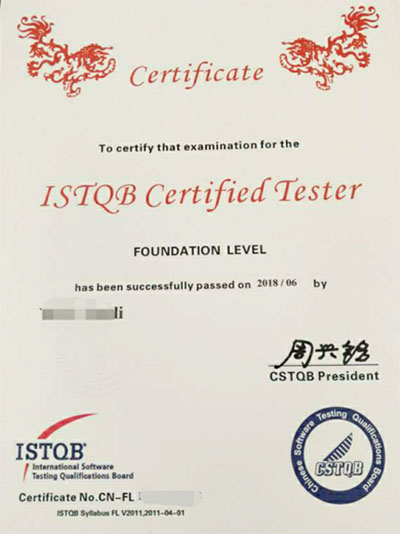 Certificate
To certify that examination for the
ISTQB Certified Tester
FOUNDATION LEVEL
has been successfully passed on 2018/06 by
li
CSTQB President
ISTQB®
International Software
Testing Qualifications Board
Chinese Software Testing Qualifications Board
CSTQB
Certificate No.CN-FL
ISTQB Syllabus FL V2011,2011-04-01